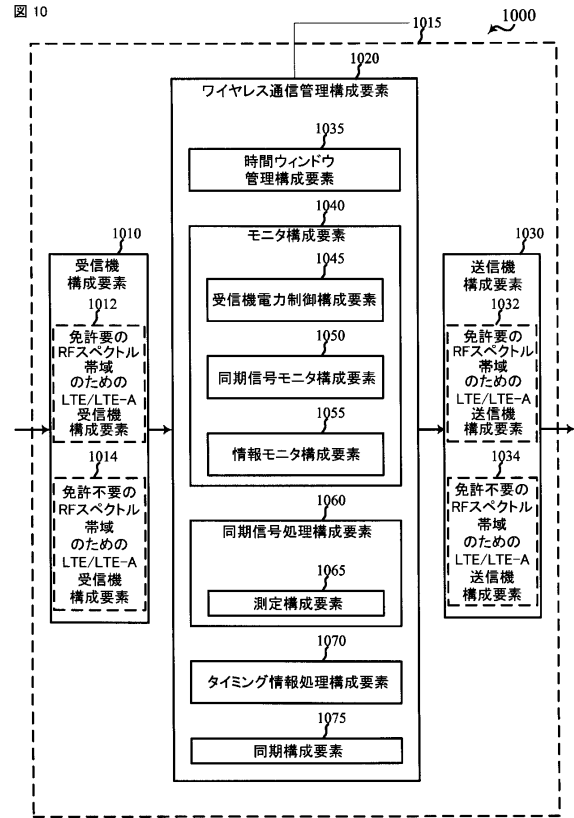 図 10
1000
1015
1020
ワイヤレス通信管理構成要素
1035
時間ウィンドウ
管理構成要素
1040
モニタ構成要素
1045
受信機電力制御構成要素
1050
同期信号モニタ構成要素
1055
情報モニタ構成要素
1060
同期信号処理構成要素
1065
測定構成要素
1070
タイミング情報処理構成要素
1075
同期構成要素
1010
受信機
構成要素
1012
免許要の
RFスペクトル
帯域
のための
LTE/LTE-A
受信機
構成要素
1014
免許不要の
RFスペクトル
帯域
のための
LTE/LTE-A
受信機
構成要素
1030
送信機
構成要素
1032
免許要の
RFスペクトル
帯域
のための
LTE/LTE-A
送信機
構成要素
1034
免許不要の
RFスペクトル
帯域
のための
LTE/LTE-A
送信機
構成要素